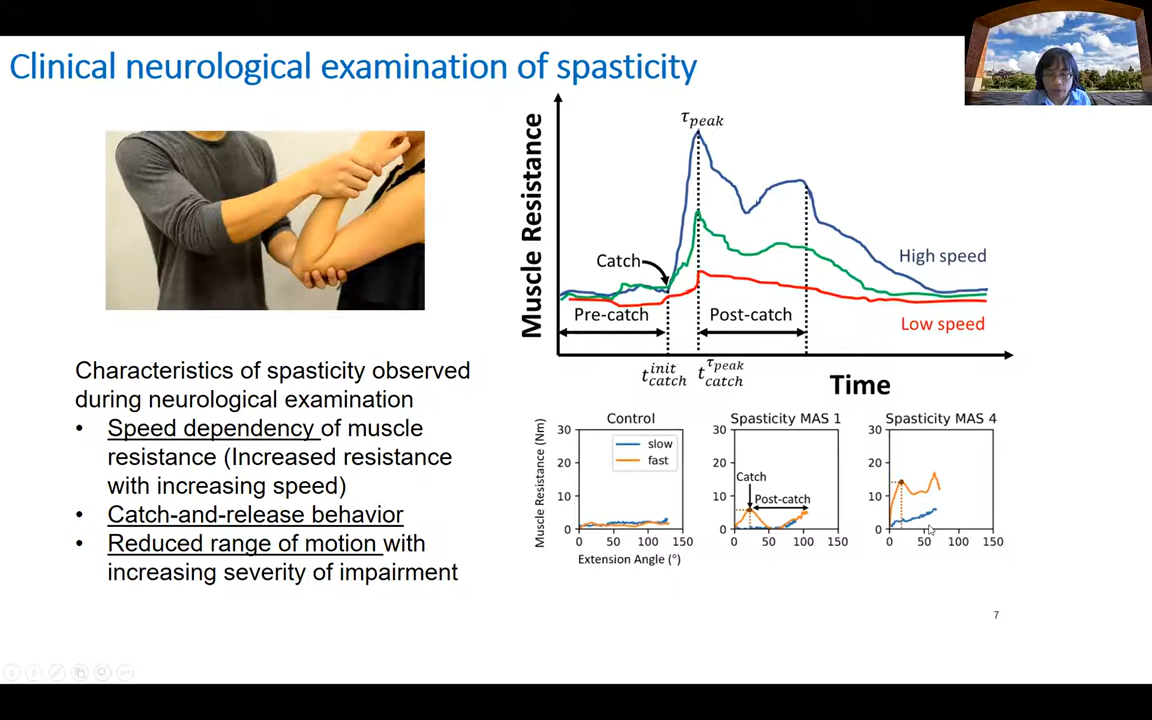 Clinical neurological examination of spasticity
Characteristics of spasticity observed
during neurological examination
• Speed dependency of muscle
resistance (Increased resistance
with increasing speed)
• Catch-and-release behavior
• Reduced range of motion with
increasing severity of impairment
Muscle Resistance
τpeak
Catch
High speed
Low speed
Pre-catch
Post-catch
t init catch
t τpeak catch
Time
Control
Spasticity MAS 1
Spasticity MAS 4
Muscle Resistance (Nm)
30
20
10
0
slow
fast
0 50 100 150
Extension Angle (°)
30
20
10
0
Catch
Post-catch
0 50 100 150
30
20
10
0
0 50 100 150
7